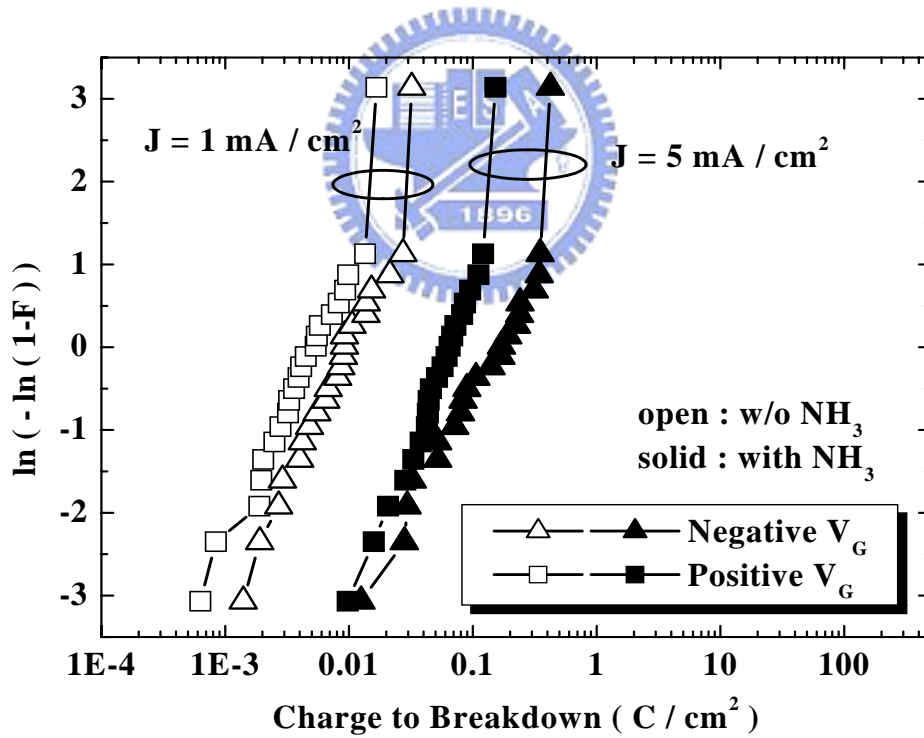 3
2
1
0
-1
-2
-3
ln ( - ln ( 1-F ) )
J = 1 mA / cm²
J = 5 mA / cm²
E S A
1896
open : w/o NH₃
solid : with NH₃
Negative V_G
Positive V_G
1E-4 1E-3 0.01 0.1 1 10 100
Charge to Breakdown ( C / cm² )